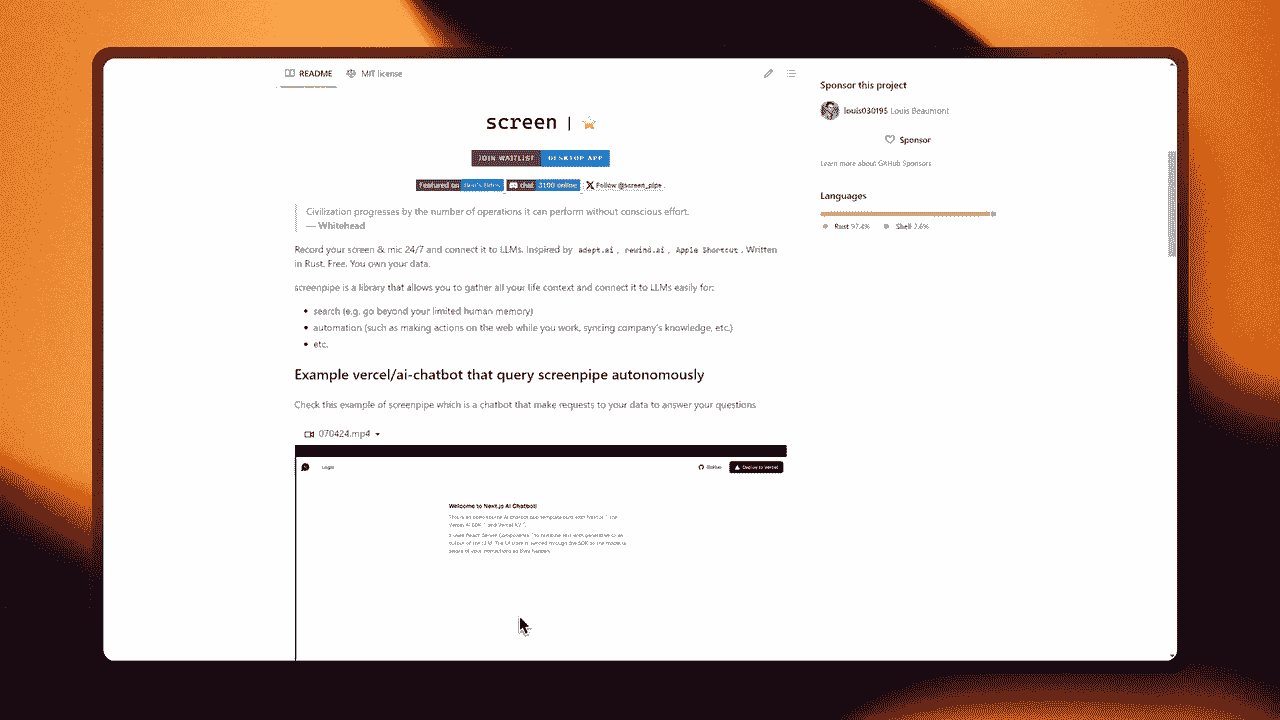 README MIT license
screen |
JOIN WAITLIST DESKTOP APP
Featured on chat 3100 online Follow @screen_pipe
Civilization progresses by the number of operations it can perform without conscious effort.
— Whitehead
Record your screen & mic 24/7 and connect it to LLMs. Inspired by adept.ai, rewind.ai, Apple Shortcut. Written
in Rust. Free. You own your data.
screenpipe is a library that allows you to gather all your life context and connect it to LLMs easily for:
• search (e.g. go beyond your limited human memory)
• automation (such as making actions on the web while you work, syncing company's knowledge, etc.)
• etc.
Example vercel/ai-chatbot that query screenpipe autonomously
Check this example of screenpipe which is a chatbot that make requests to your data to answer your questions
070424.mp4
Login GitHub Deploy to Vercel
Welcome to Next.js AI Chatbot!
Sponsor this project
louis030195 Louis Beaumont
Sponsor
Learn more about GitHub Sponsors
Languages
Rust 97.4% Shell 2.6%